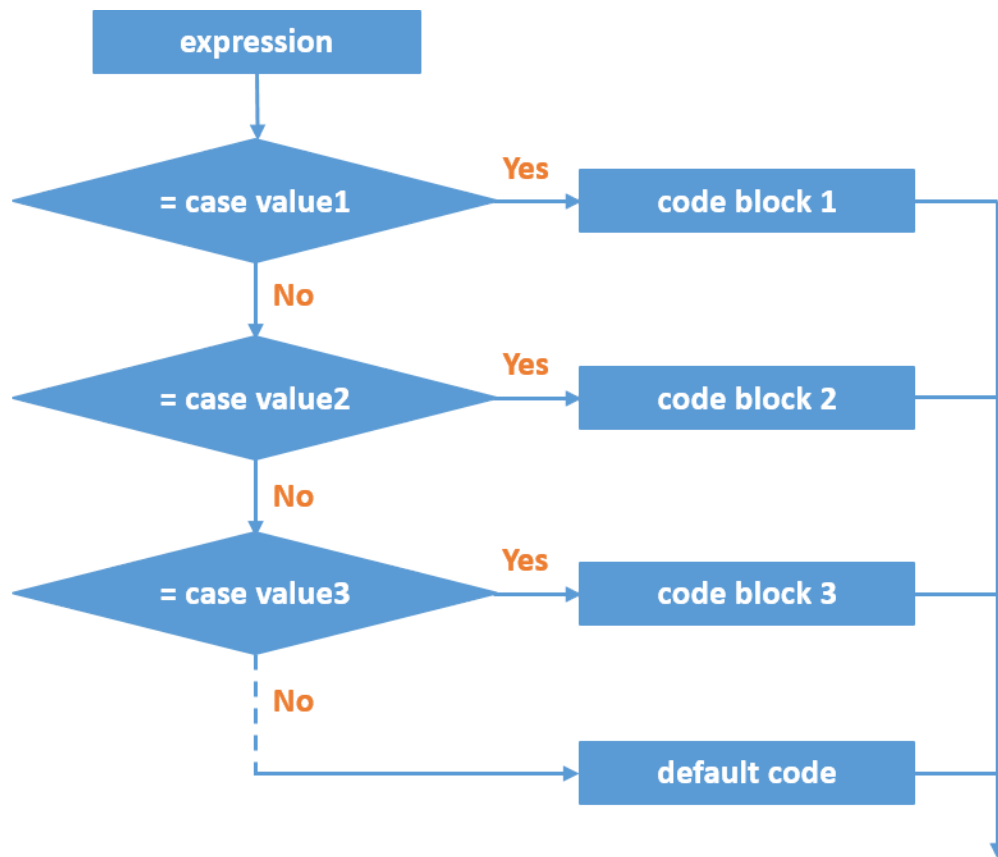 expression
= case value1
Yes
code block 1
No
= case value2
Yes
code block 2
No
= case value3
Yes
code block 3
No
default code